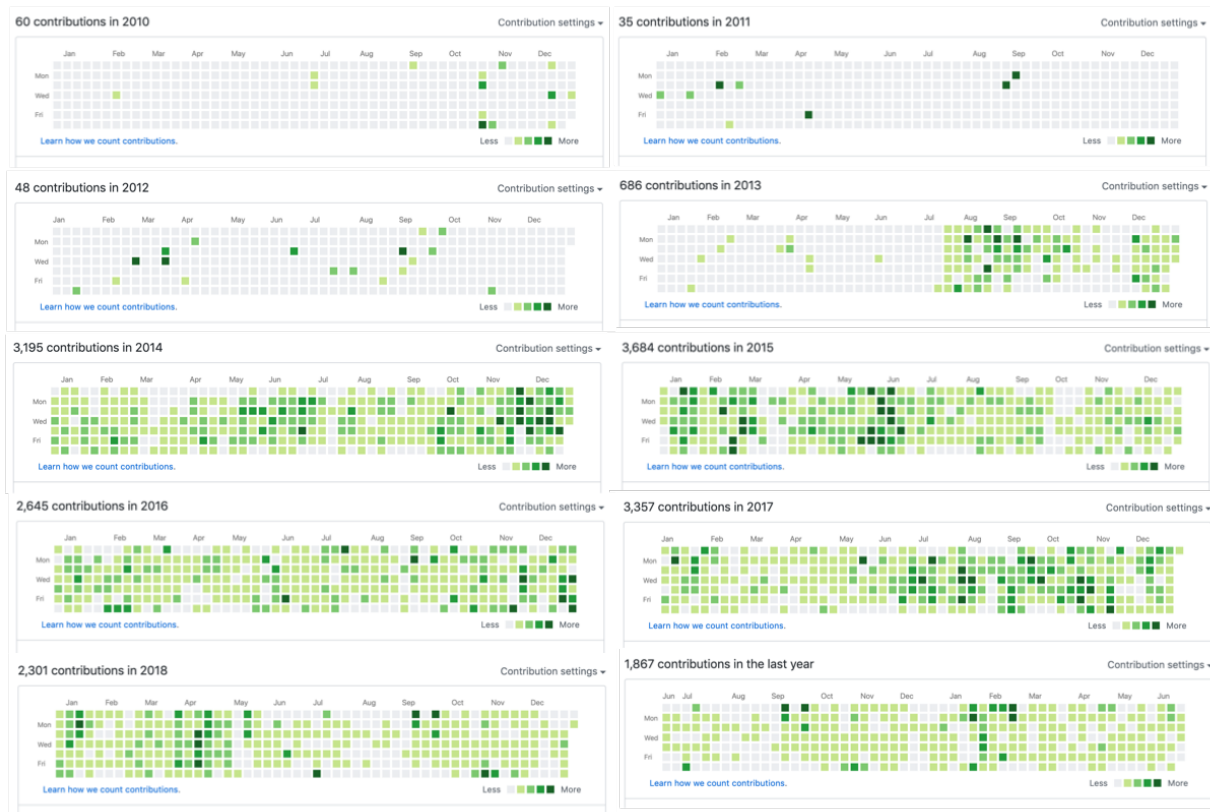 60 contributions in 2010 Contribution settings
Jan Feb Mar Apr May Jun Jul Aug Sep Oct Nov Dec
Mon
Wed
Fri
Learn how we count contributions. Less More
35 contributions in 2011 Contribution settings
Jan Feb Mar Apr May Jun Jul Aug Sep Oct Nov Dec
Mon
Wed
Fri
Learn how we count contributions. Less More
48 contributions in 2012 Contribution settings
Jan Feb Mar Apr May Jun Jul Aug Sep Oct Nov Dec
Mon
Wed
Fri
Learn how we count contributions. Less More
686 contributions in 2013 Contribution settings
Jan Feb Mar Apr May Jun Jul Aug Sep Oct Nov Dec
Mon
Wed
Fri
Learn how we count contributions. Less More
3,195 contributions in 2014 Contribution settings
Jan Feb Mar Apr May Jun Jul Aug Sep Oct Nov Dec
Mon
Wed
Fri
Learn how we count contributions. Less More
3,684 contributions in 2015 Contribution settings
Jan Feb Mar Apr May Jun Jul Aug Sep Oct Nov Dec
Mon
Wed
Fri
Learn how we count contributions. Less More
2,645 contributions in 2016 Contribution settings
Jan Feb Mar Apr May Jun Jul Aug Sep Oct Nov Dec
Mon
Wed
Fri
Learn how we count contributions. Less More
3,357 contributions in 2017 Contribution settings
Jan Feb Mar Apr May Jun Jul Aug Sep Oct Nov Dec
Mon
Wed
Fri
Learn how we count contributions. Less More
2,301 contributions in 2018 Contribution settings
Jan Feb Mar Apr May Jun Jul Aug Sep Oct Nov Dec
Mon
Wed
Fri
Learn how we count contributions. Less More
1,867 contributions in the last year Contribution settings
Jun Jul Aug Sep Oct Nov Dec Jan Feb Mar Apr May Jun
Mon
Wed
Fri
Learn how we count contributions. Less More